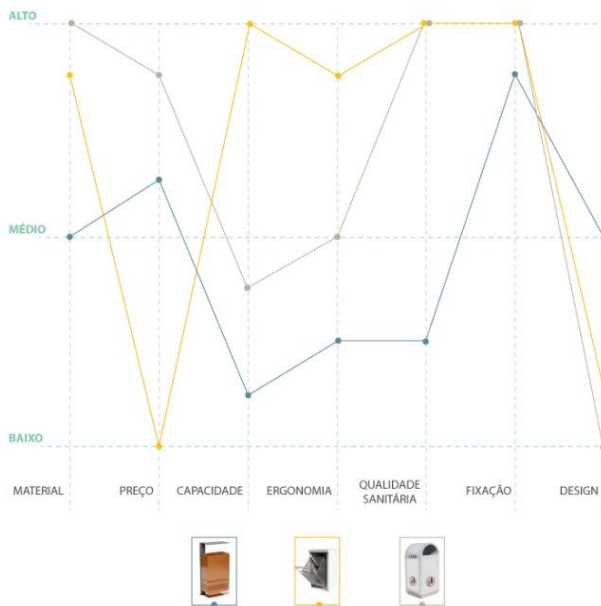 ALTO
MÉDIO
BAIXO
MATERIAL
PREÇO
CAPACIDADE
ERGONOMIA
QUALIDADE
SANITÁRIA
FIXAÇÃO
DESIGN